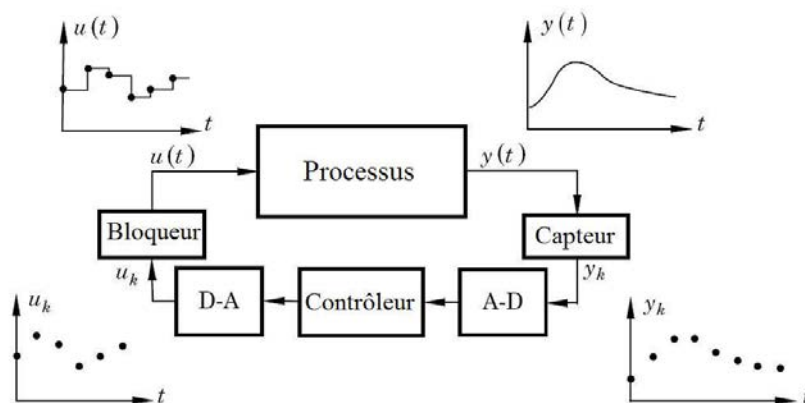 u(t)
t
y(t)
t
u(t)
Processus
y(t)
Bloqueur
Capteur
u_k
D-A
Contrôleur
A-D
y_k
u_k
t
y_k
t